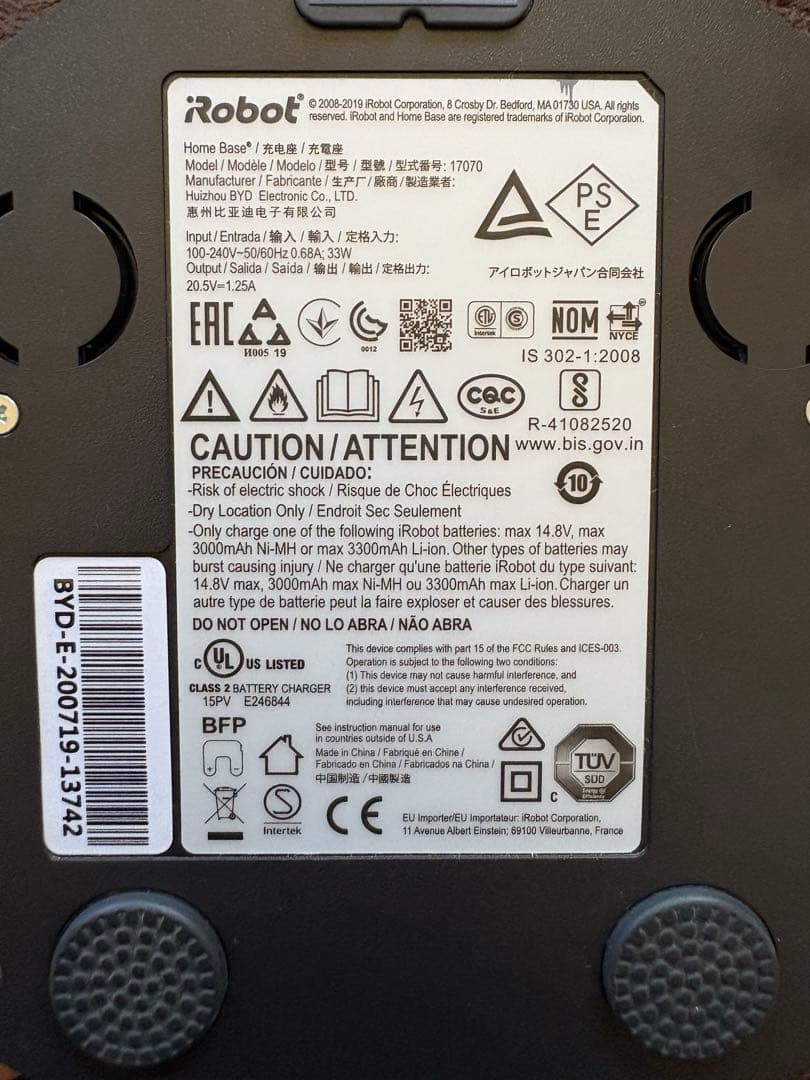 iRobot® © 2008-2019 iRobot Corporation, 8 Crosby Dr. Bedford, MA 01730 USA. All rights
reserved. iRobot and Home Base are registered trademarks of iRobot Corporation.
Home Base® / 充电座 / 充電座
Model / Modèle / Modelo / 型号 / 型號 / 型式番号: 17070
Manufacturer / Fabricante / 生产厂 / 廠商 / 製造業者:
Huizhou BYD Electronic Co., LTD.
惠州比亚迪电子有限公司
PS
E
Input / Entrada / 输入 / 輸入 / 定格入力:
100-240V~50/60Hz 0.68A; 33W
Output / Salida / Saída / 输出 / 輸出 / 定格出力:
20.5V=1.25A
アイロボットジャパン合同会社
EAC
И005 19
0012
ETL
Intertek
S
NOM
NYCE
IS 302-1:2008
CQC
S&E
R-41082520
www.bis.gov.in
CAUTION / ATTENTION
PRECAUCIÓN / CUIDADO:
10
-Risk of electric shock / Risque de Choc Électriques
-Dry Location Only / Endroit Sec Seulement
-Only charge one of the following iRobot batteries: max 14.8V, max
3000mAh Ni-MH or max 3300mAh Li-ion. Other types of batteries may
burst causing injury / Ne charger qu'une batterie iRobot du type suivant:
14.8V max, 3000mAh max Ni-MH ou 3300mAh max Li-ion. Charger un
autre type de batterie peut la faire exploser et causer des blessures.
DO NOT OPEN / NO LO ABRA / NÃO ABRA
C UL US LISTED
CLASS 2 BATTERY CHARGER
15PV E246844
This device complies with part 15 of the FCC Rules and ICES-003.
Operation is subject to the following two conditions:
(1) This device may not cause harmful interference, and
(2) this device must accept any interference received,
including interference that may cause undesired operation.
BFP
See instruction manual for use
in countries outside of U.S.A
Made in China / Fabriqué en Chine /
Fabricado en China / Fabricados na China /
中国制造 / 中國製造
S
Intertek
CE
C
TÜV
SÜD
EU Importer/EU Importateur: iRobot Corporation,
11 Avenue Albert Einstein; 69100 Villeurbanne, France
BYD-E-200719-13742